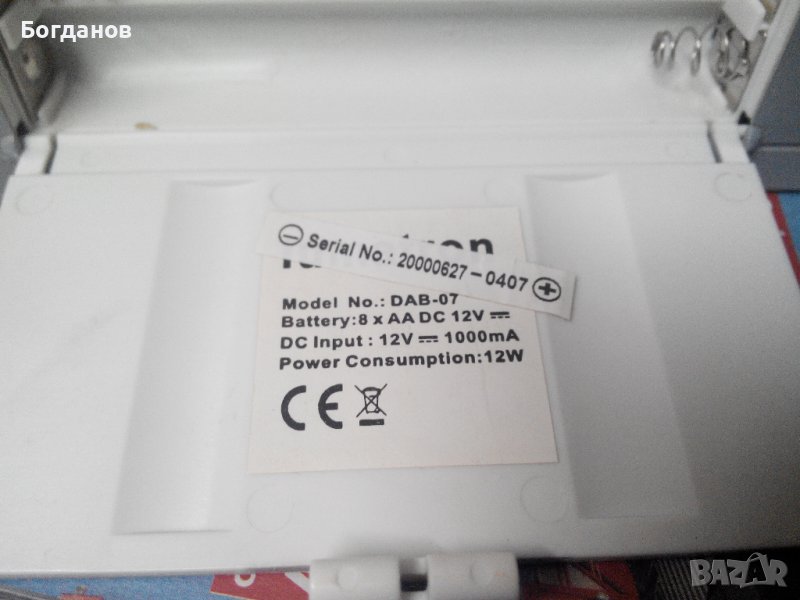 Богданов
Serial No.: 20000627-0407
Model No.: DAB-07
Battery:8 x AA DC 12V
DC Input : 12V 1000mA
Power Consumption:12W
CE
BAZAR